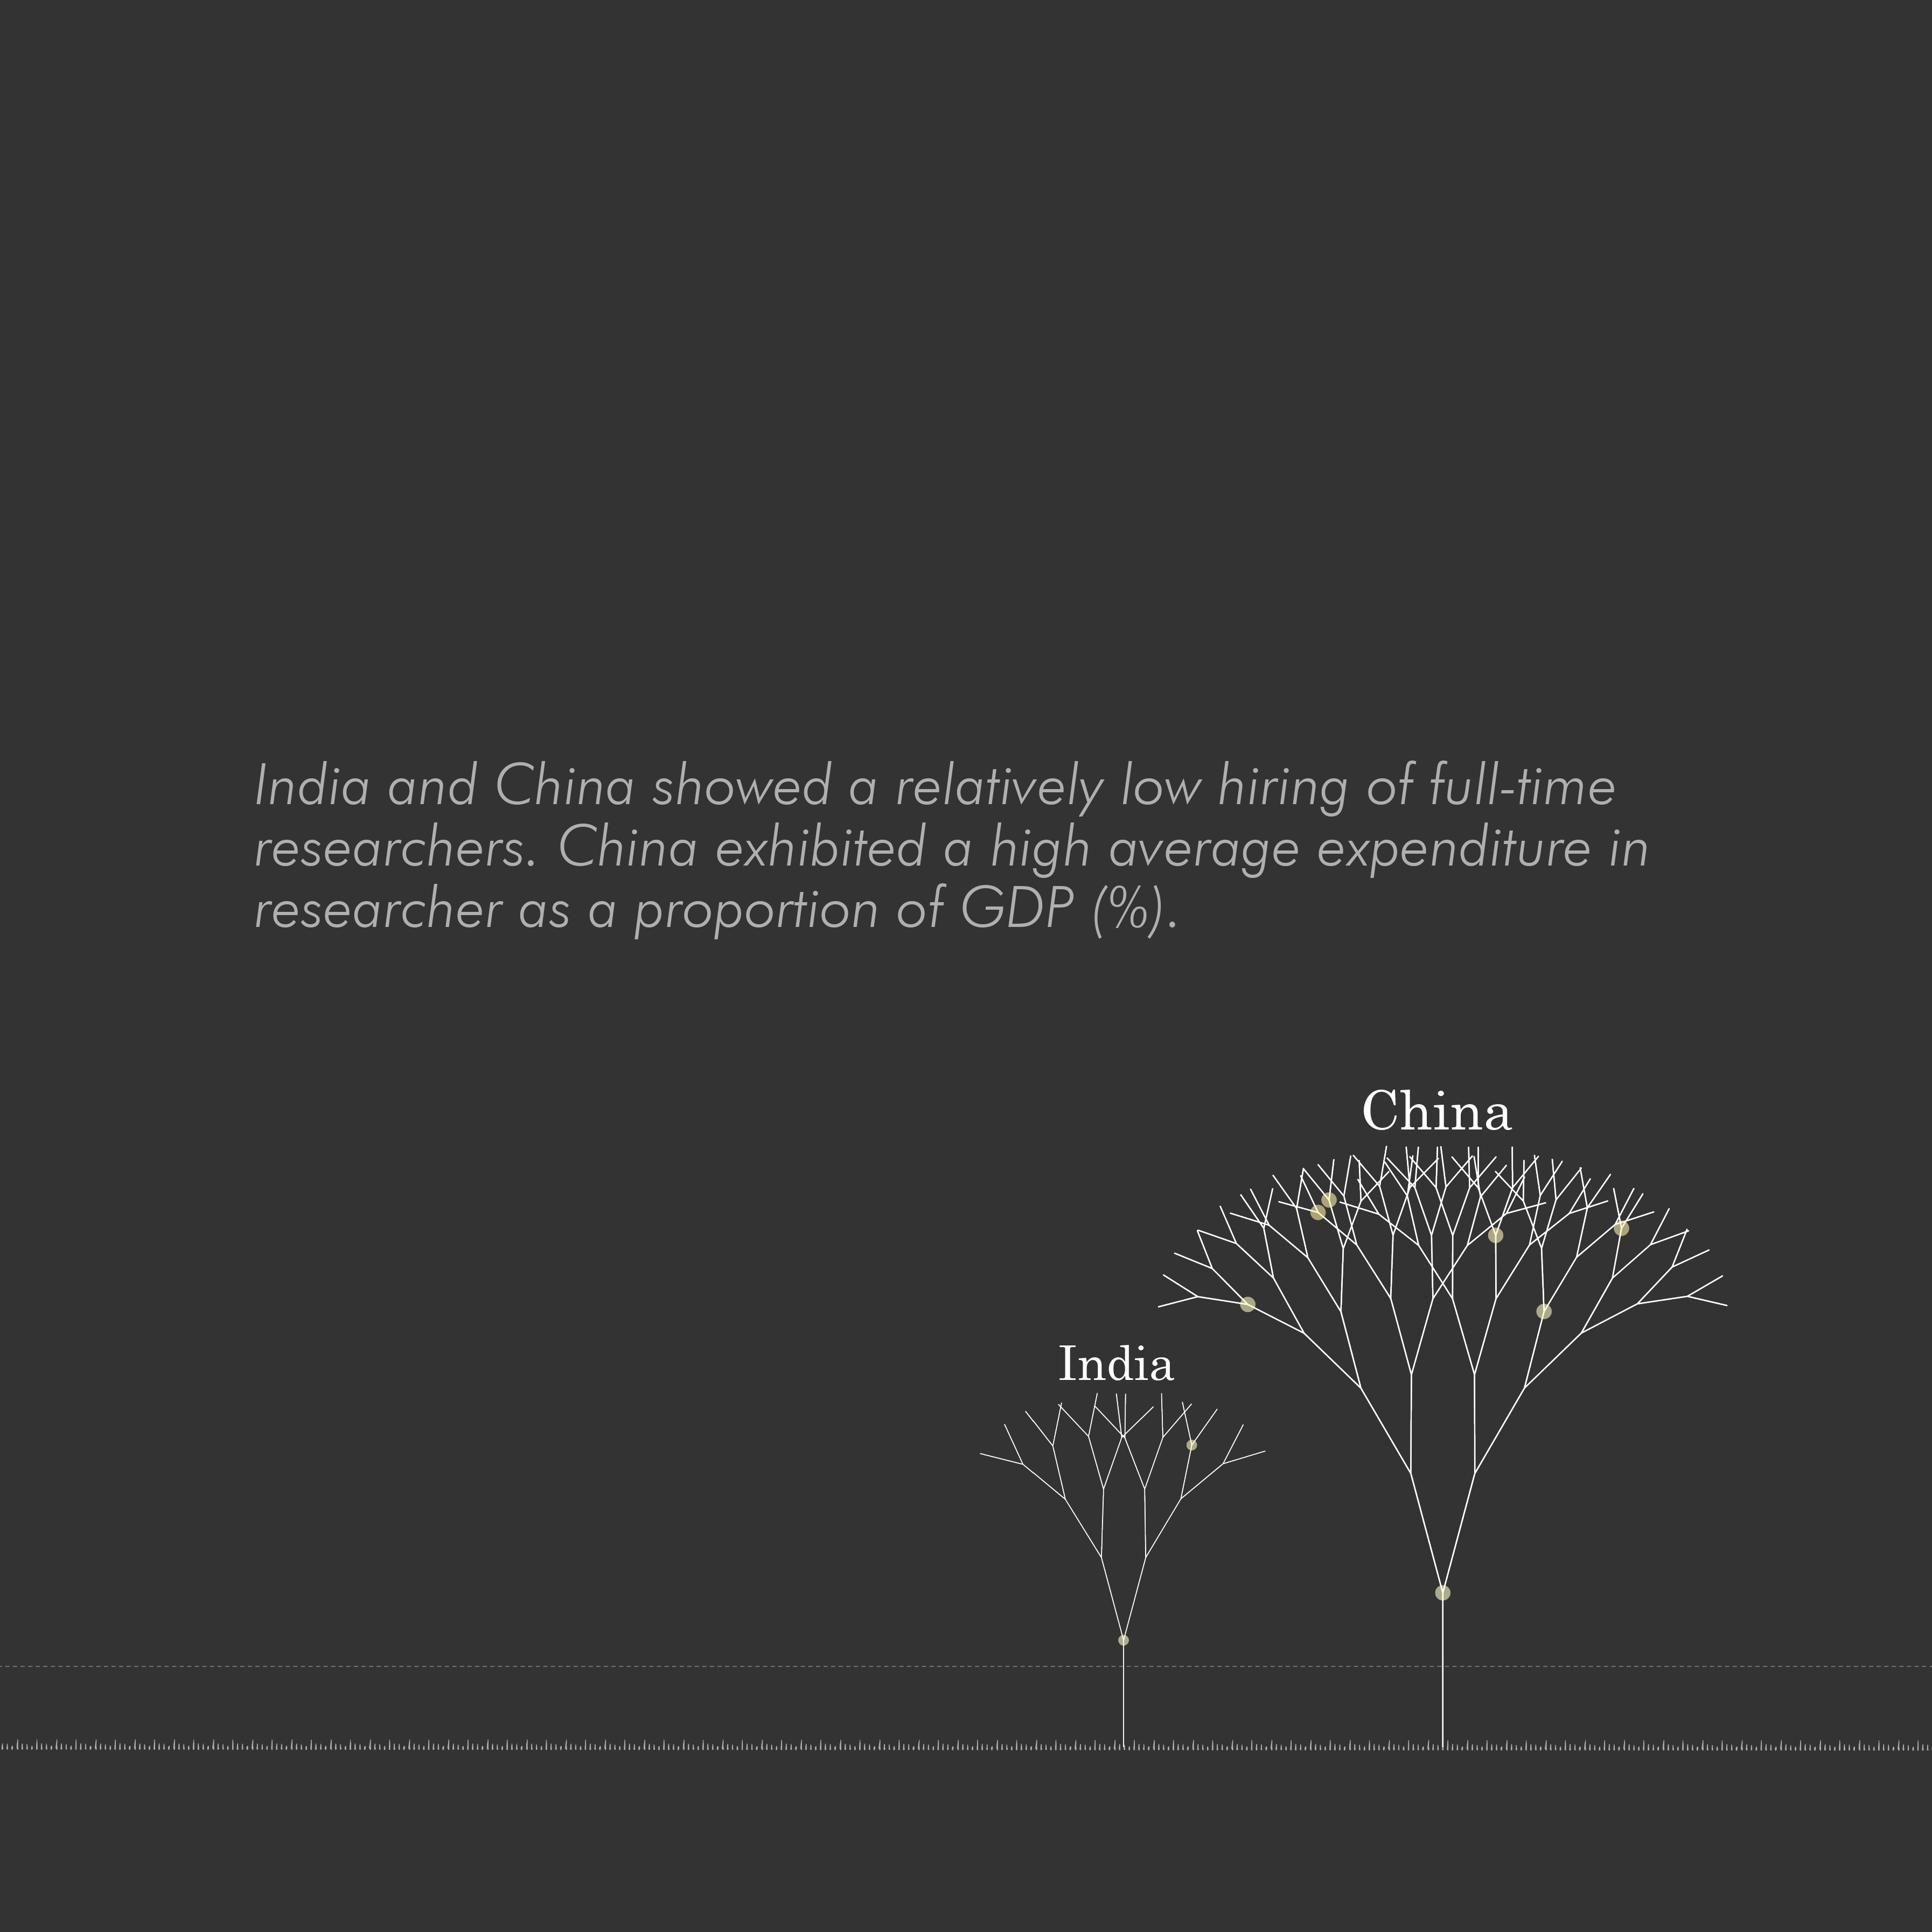 India and China showed a relatively low hiring of full-time
researchers. China exhibited a high average expenditure in
researcher as a proportion of GDP (%).
China
India